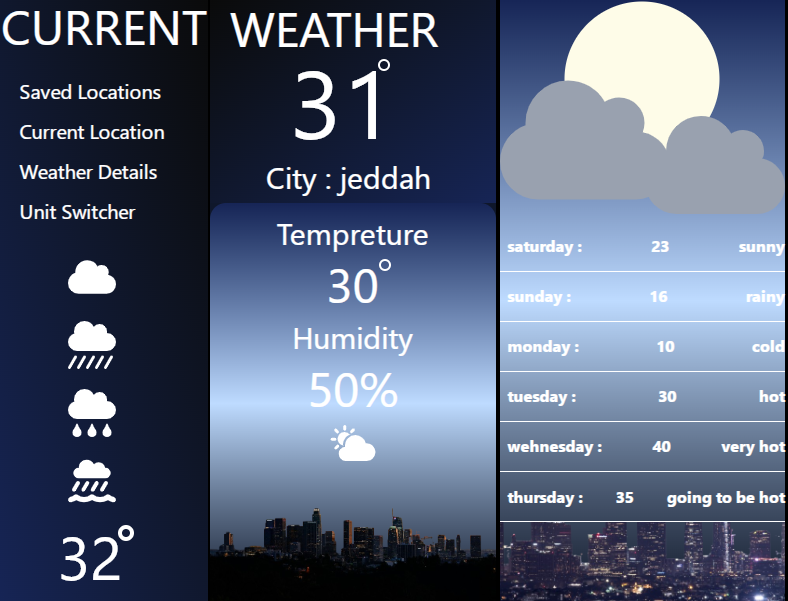 CURRENT
Saved Locations
Current Location
Weather Details
Unit Switcher
32°
WEATHER
31°
City : jeddah
Tempreture
30°
Humidity
50%
saturday : 23 sunny
sunday : 16 rainy
monday : 10 cold
tuesday : 30 hot
wehnesday : 40 very hot
thursday : 35 going to be hot